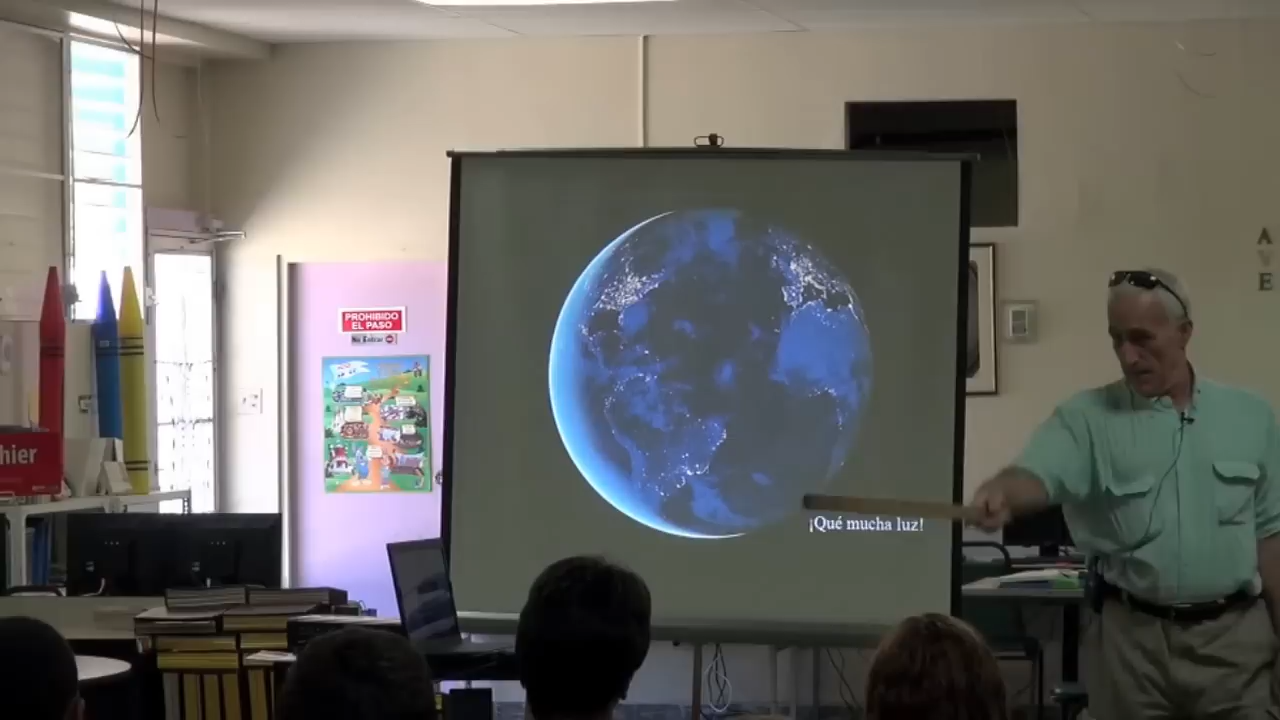 PROHIBIDO
EL PASO
No Entrar
hier
¡Qué mucha luz!
A
V
E